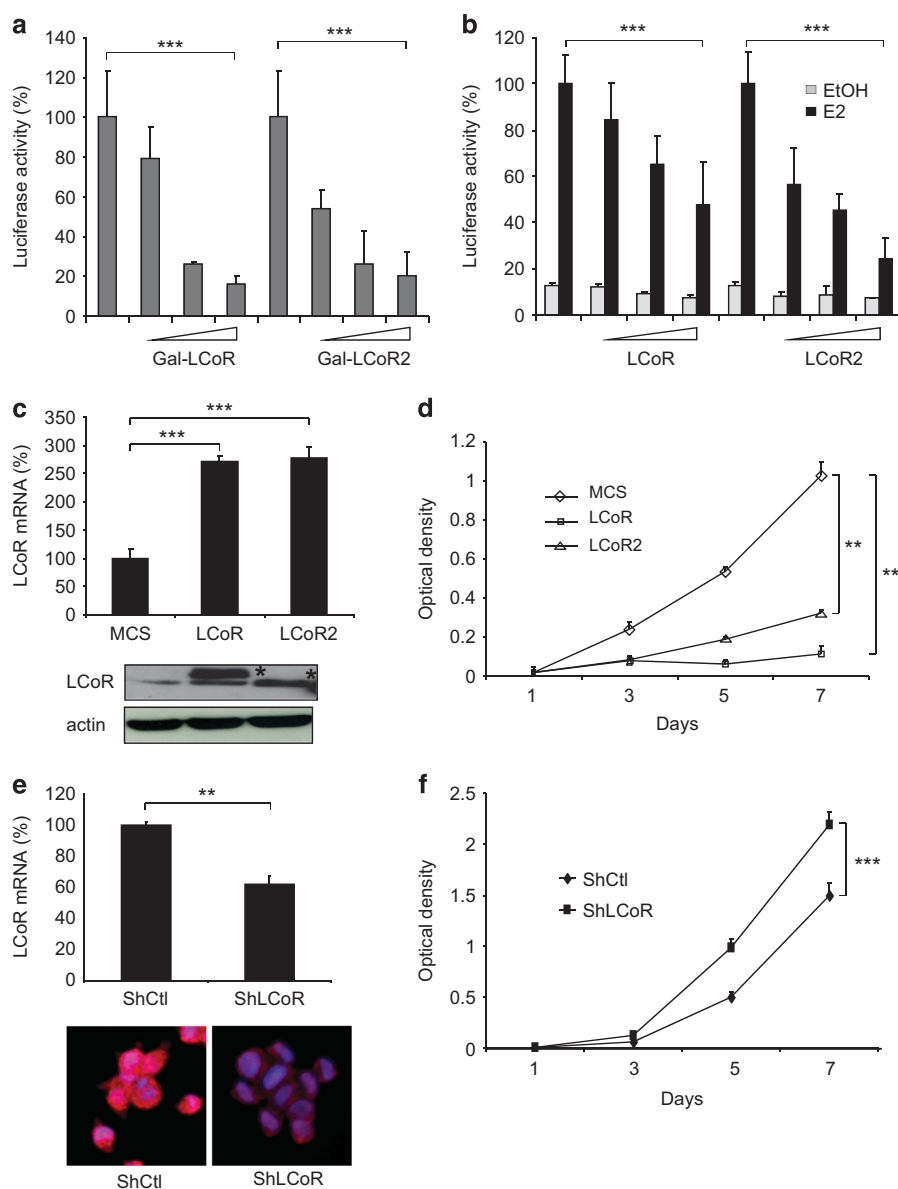 a
***
***
Luciferase activity (%)
140
120
100
80
60
40
20
0
Gal-LCoR
Gal-LCoR2
b
***
***
EtOH
E2
Luciferase activity (%)
120
100
80
60
40
20
0
LCoR
LCoR2
c
***
***
LCoR mRNA (%)
350
300
250
200
150
100
50
0
MCS
LCoR
LCoR2
LCoR
*
*
actin
d
Optical density
1.2
1
0.8
0.6
0.4
0.2
0
MCS
LCoR
LCoR2
**
**
1
3
5
7
Days
e
**
LCoR mRNA (%)
120
100
80
60
40
20
0
ShCtl
ShLCoR
ShCtl
ShLCoR
f
Optical density
2.5
2
1.5
1
0.5
0
ShCtl
ShLCoR
***
1
3
5
7
Days